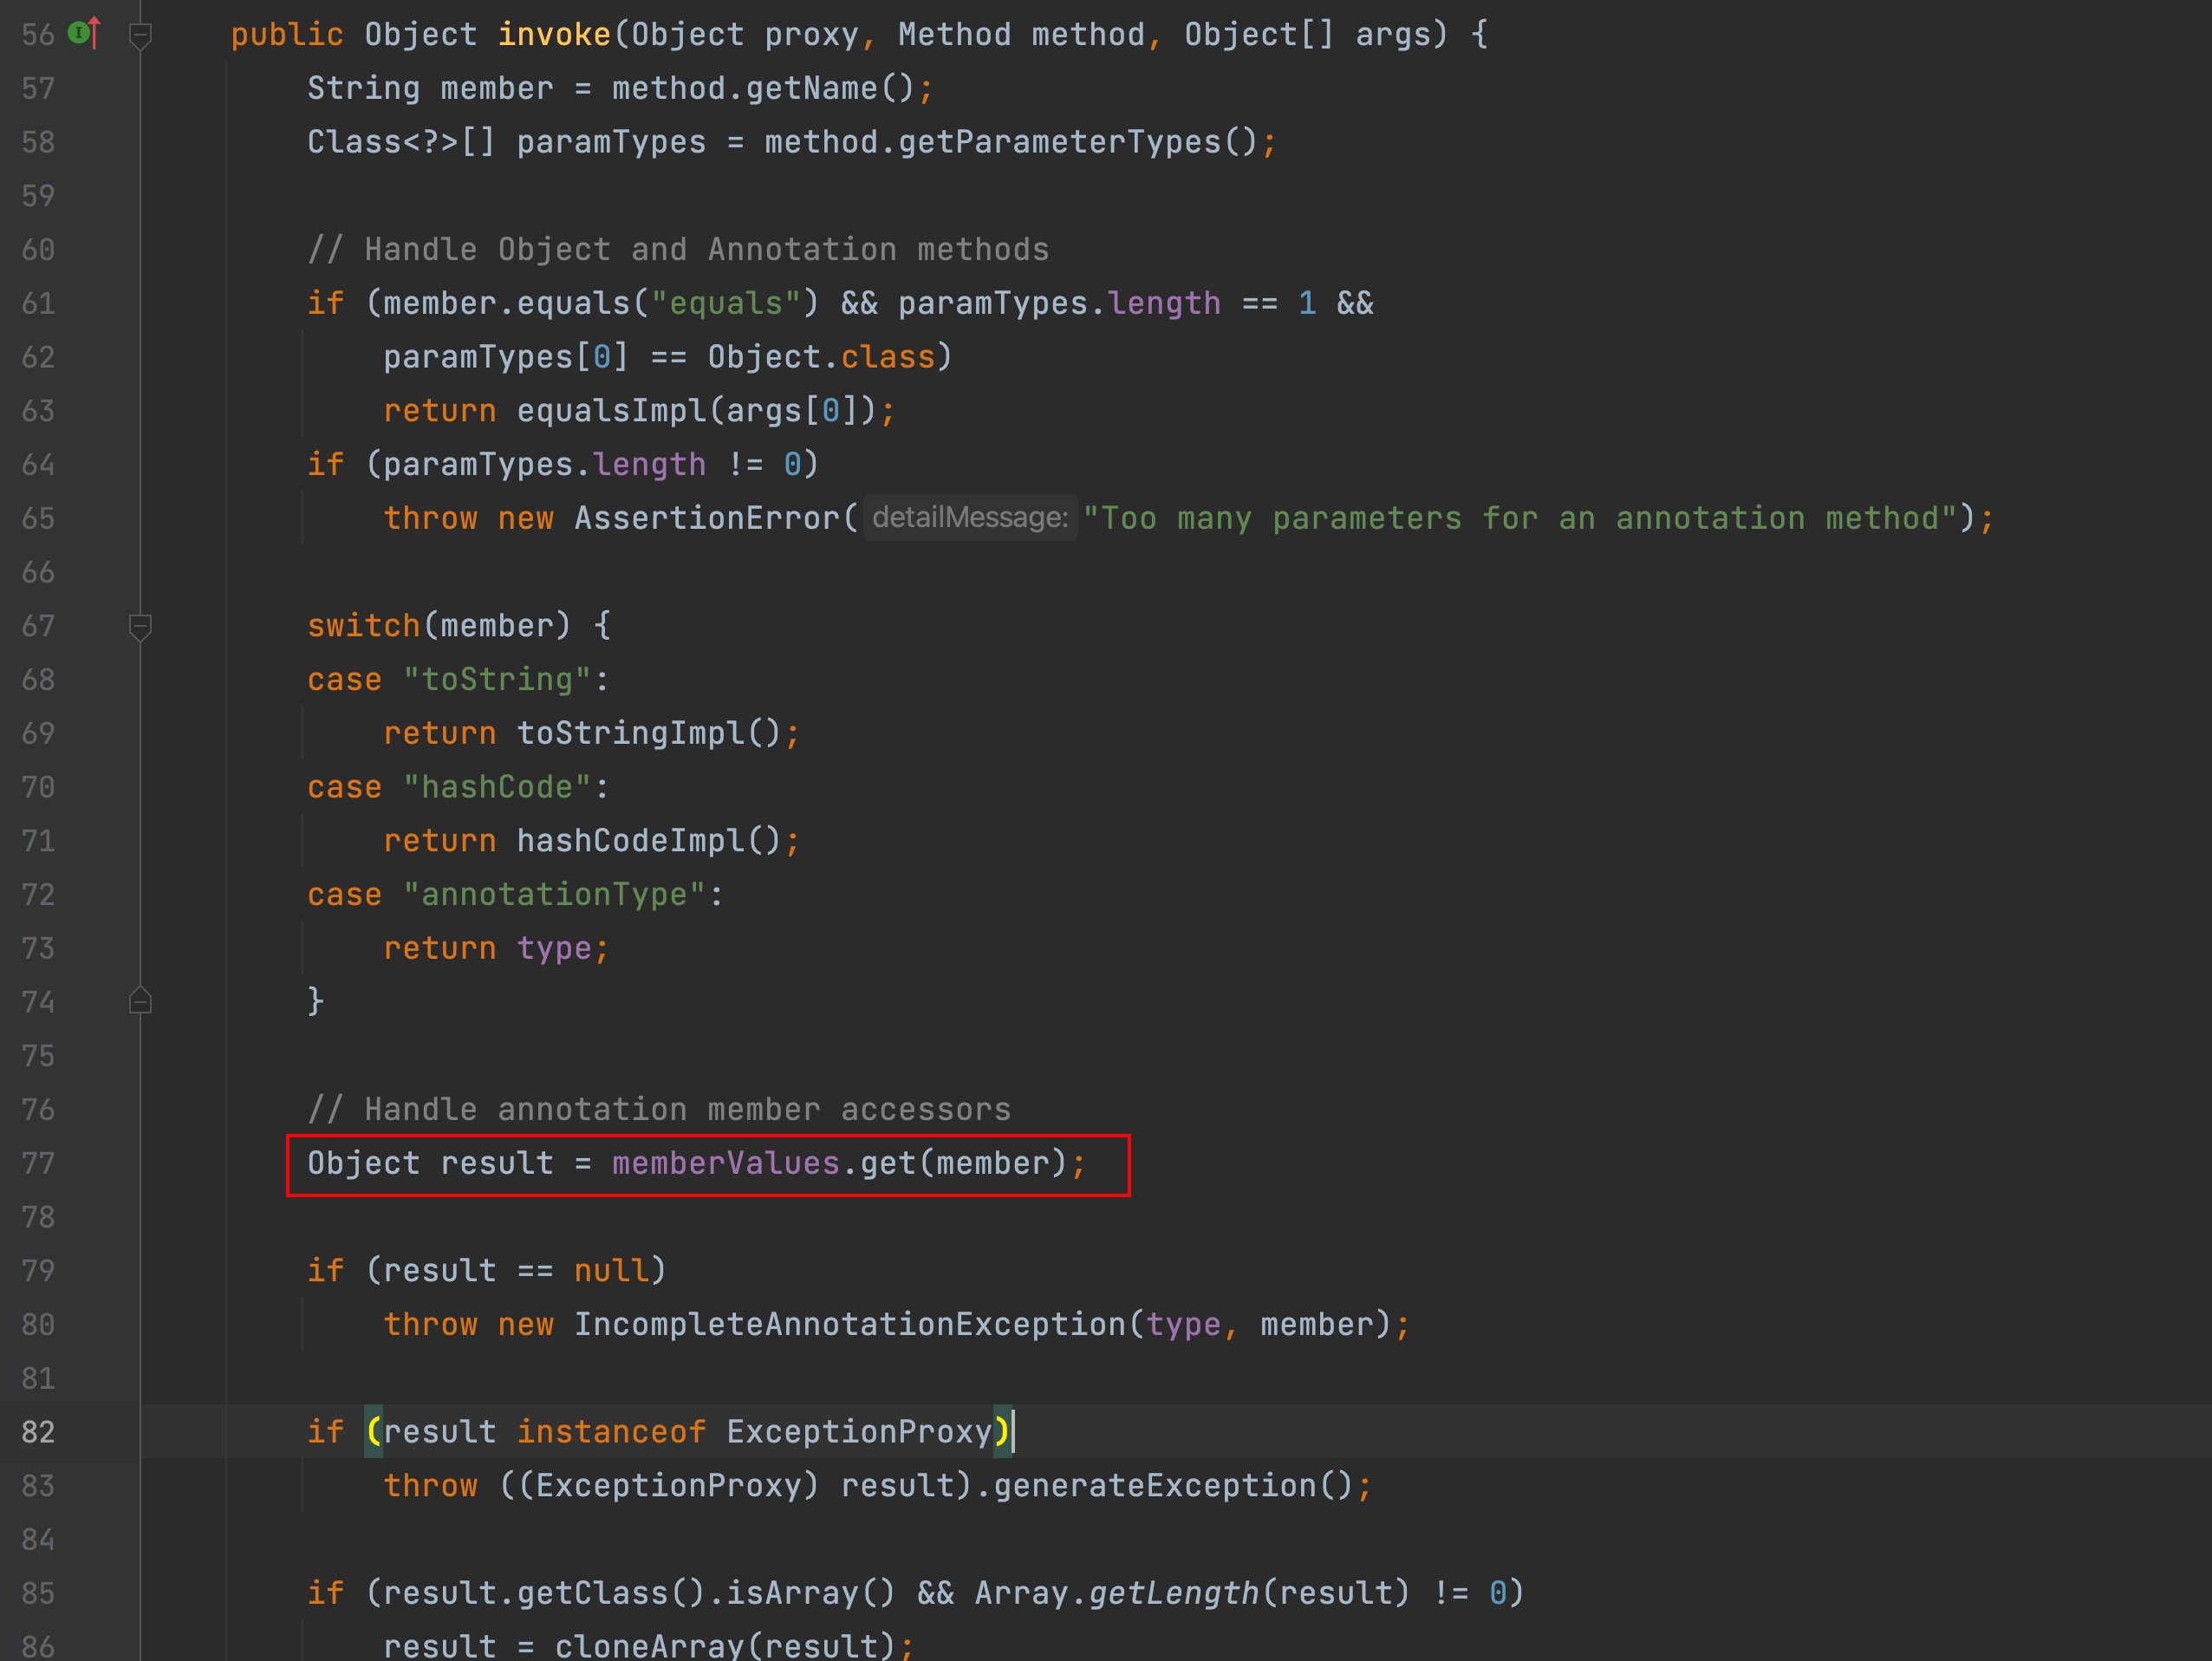 56 public Object invoke(Object proxy, Method method, Object[] args) {
57 String member = method.getName();
58 Class<?>[] paramTypes = method.getParameterTypes();
59
60 // Handle Object and Annotation methods
61 if (member.equals("equals") && paramTypes.length == 1 &&
62 paramTypes[0] == Object.class)
63 return equalsImpl(args[0]);
64 if (paramTypes.length != 0)
65 throw new AssertionError( detailMessage: "Too many parameters for an annotation method");
66
67 switch(member) {
68 case "toString":
69 return toStringImpl();
70 case "hashCode":
71 return hashCodeImpl();
72 case "annotationType":
73 return type;
74 }
75
76 // Handle annotation member accessors
77 Object result = memberValues.get(member);
78
79 if (result == null)
80 throw new IncompleteAnnotationException(type, member);
81
82 if (result instanceof ExceptionProxy)
83 throw ((ExceptionProxy) result).generateException();
84
85 if (result.getClass().isArray() && Array.getLength(result) != 0)
86 result = cloneArray(result);